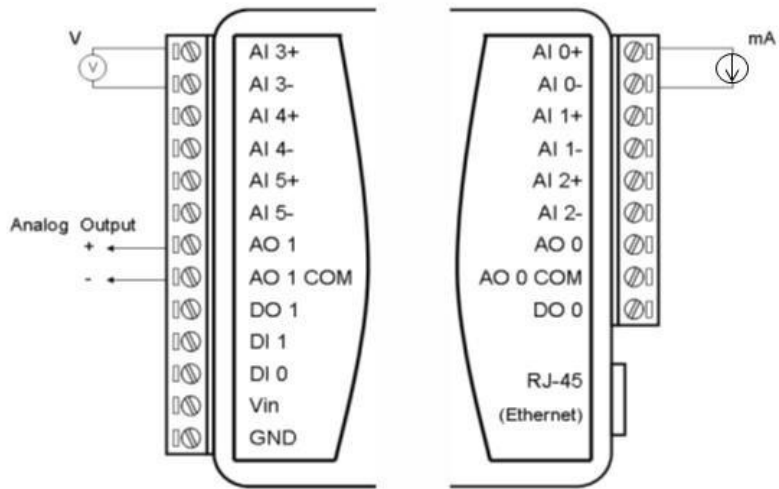 V
V
AI 3+
AI 3-
AI 4+
AI 4-
AI 5+
AI 5-
Analog Output
+
-
AO 1
AO 1 COM
DO 1
DI 1
DI 0
Vin
GND
mA
AI 0+
AI 0-
AI 1+
AI 1-
AI 2+
AI 2-
AO 0
AO 0 COM
DO 0
RJ-45
(Ethernet)